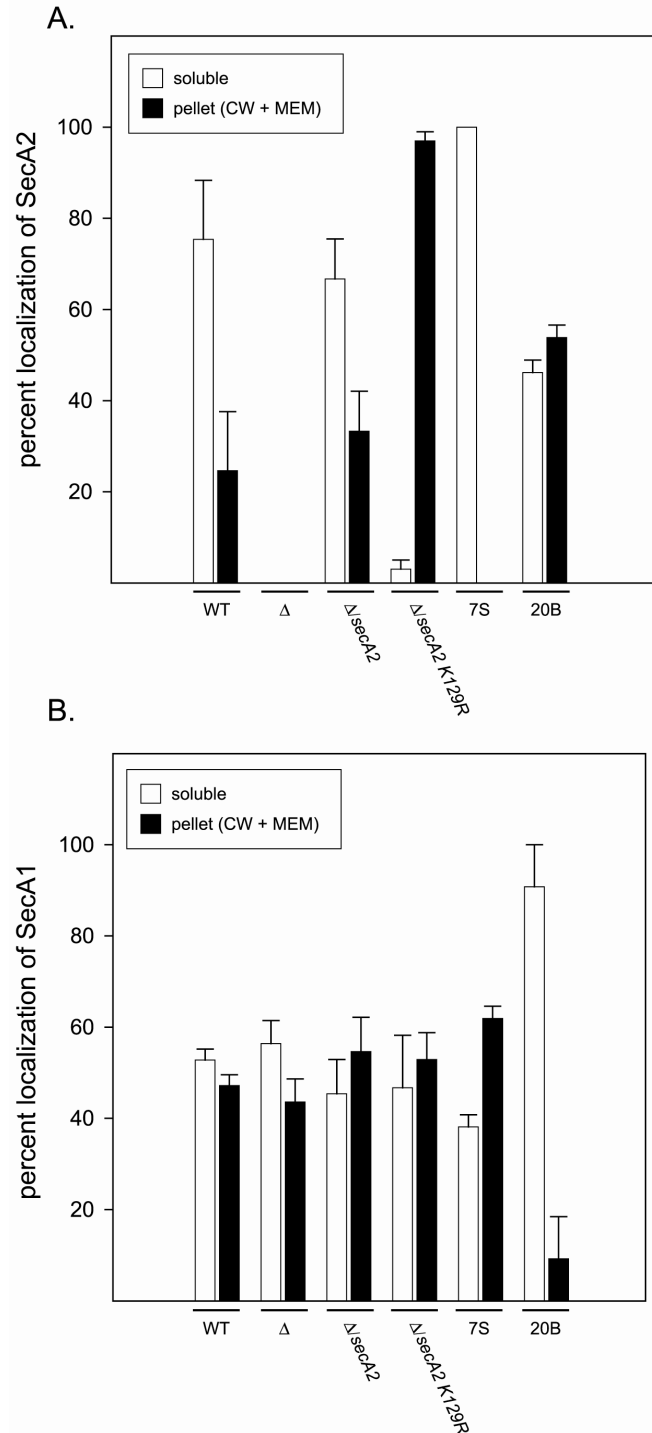 A.
soluble
pellet (CW + MEM)
percent localization of SecA2
100
80
60
40
20
WT
Δ
Δ/secA2
Δ/secA2 K129R
7S
20B
B.
soluble
pellet (CW + MEM)
percent localization of SecA1
100
80
60
40
20
WT
Δ
Δ/secA2
Δ/secA2 K129R
7S
20B